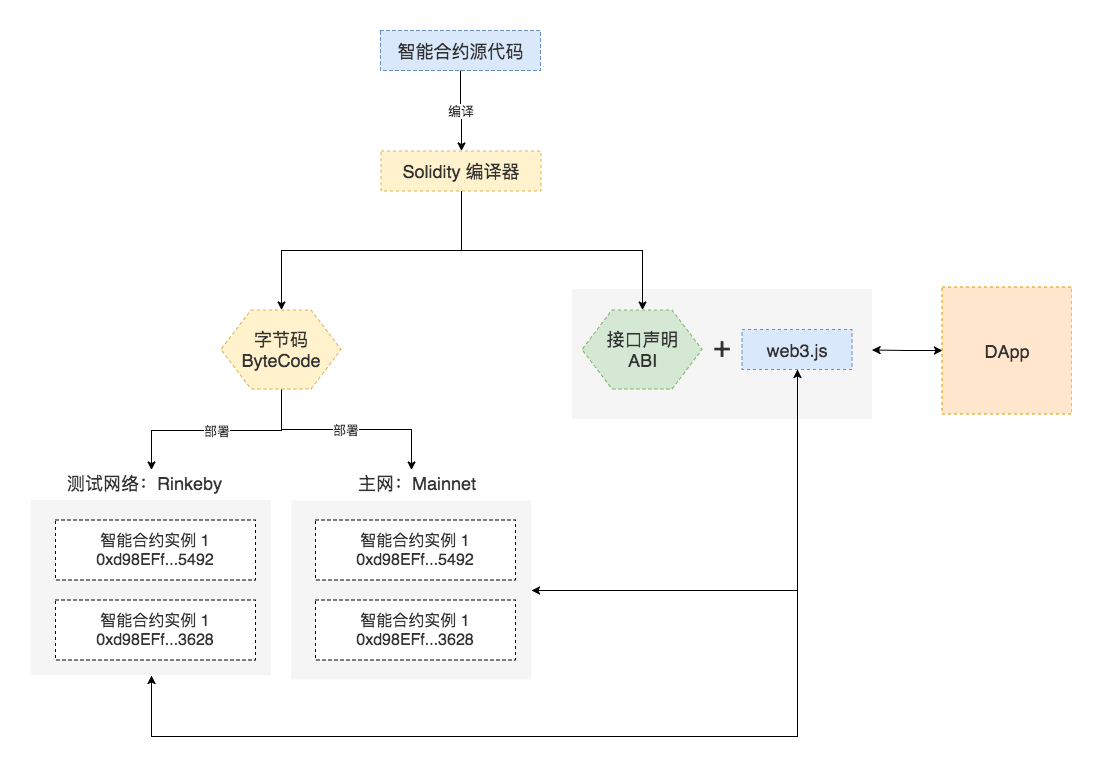 智能合约源代码
编译
Solidity 编译器
字节码
ByteCode
接口声明
ABI
+
web3.js
DApp
部署
部署
测试网络：Rinkeby
主网：Mainnet
智能合约实例 1
0xd98EFf...5492
智能合约实例 1
0xd98EFf...5492
智能合约实例 1
0xd98EFf...3628
智能合约实例 1
0xd98EFf...3628